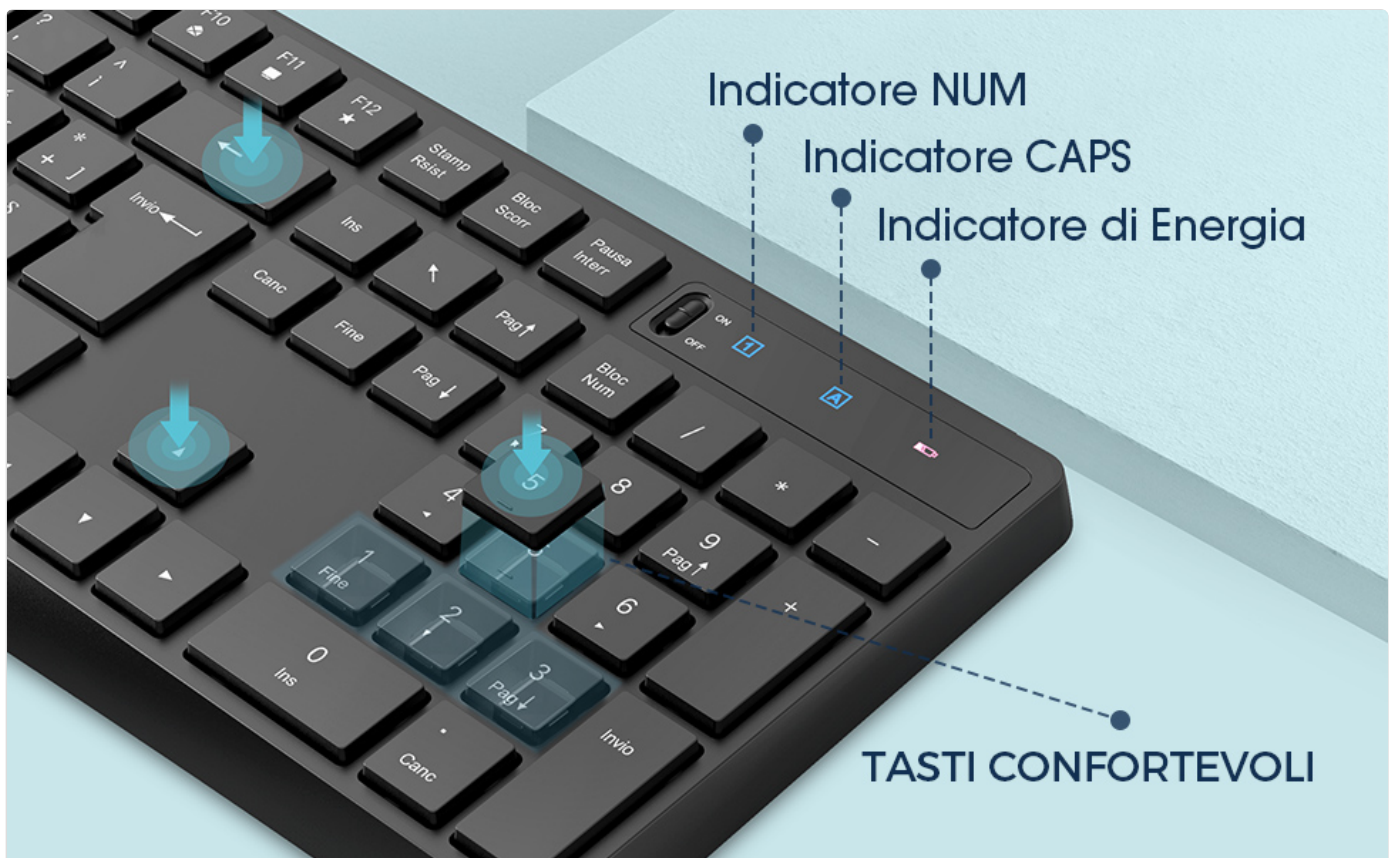 Indicatore NUM
Indicatore CAPS
Indicatore di Energia
TASTI CONFORTEVOLI
F10
F11
F12
?
'
^
ì
*
+ ]
§
Invio
Stamp
Rsist
Bloc
Scorr
Pausa
Interr
Ins
Canc
Fine
Pag
Pag
Bloc
Num
ON
OFF
1
A
/
*
-
7
8
9
Pag
4
5
6
+
1
Fine
2
3
Pag
0
Ins
.
Canc
Invio